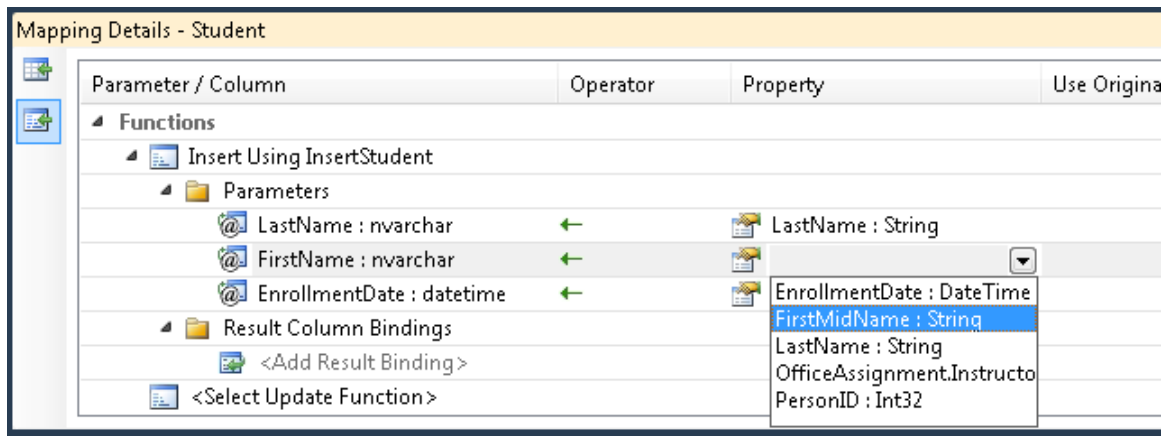 Mapping Details - Student
Parameter / Column Operator Property Use Origina
Functions
Insert Using InsertStudent
Parameters
LastName : nvarchar ← LastName : String
FirstName : nvarchar ←
EnrollmentDate : datetime ←
EnrollmentDate : DateTime
FirstMidName : String
LastName : String
OfficeAssignment.Instructo
PersonID : Int32
Result Column Bindings
<Add Result Binding>
<Select Update Function>